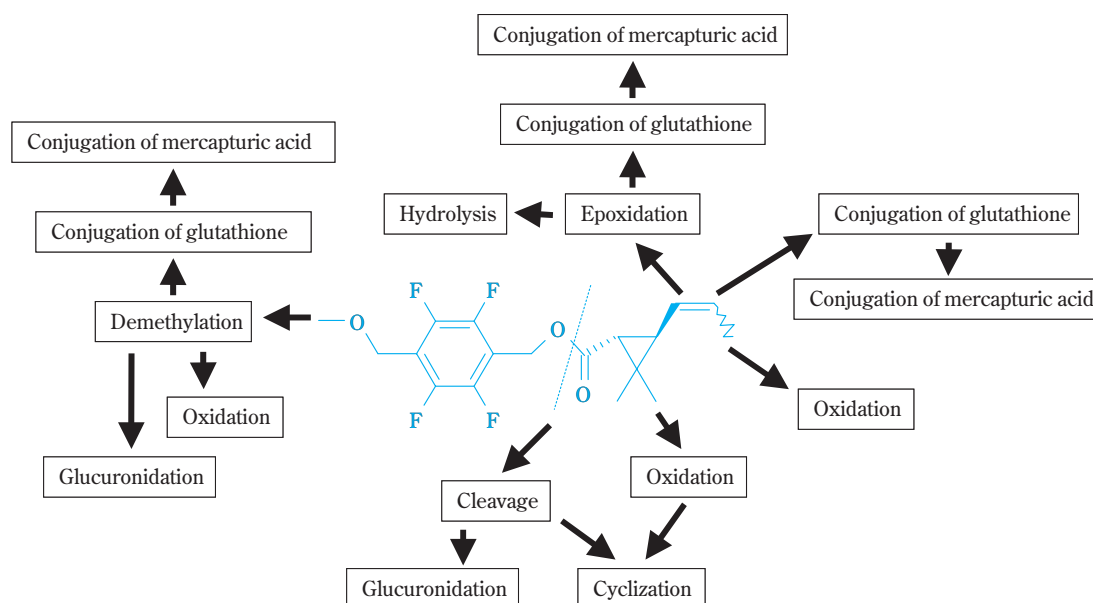 Conjugation of mercapturic acid
Conjugation of glutathione
Conjugation of mercapturic acid
Hydrolysis
Epoxidation
Conjugation of glutathione
Conjugation of glutathione
Conjugation of mercapturic acid
Demethylation
F
F
O
O
O
F
F
Oxidation
Oxidation
Glucuronidation
Oxidation
Cleavage
Glucuronidation
Cyclization